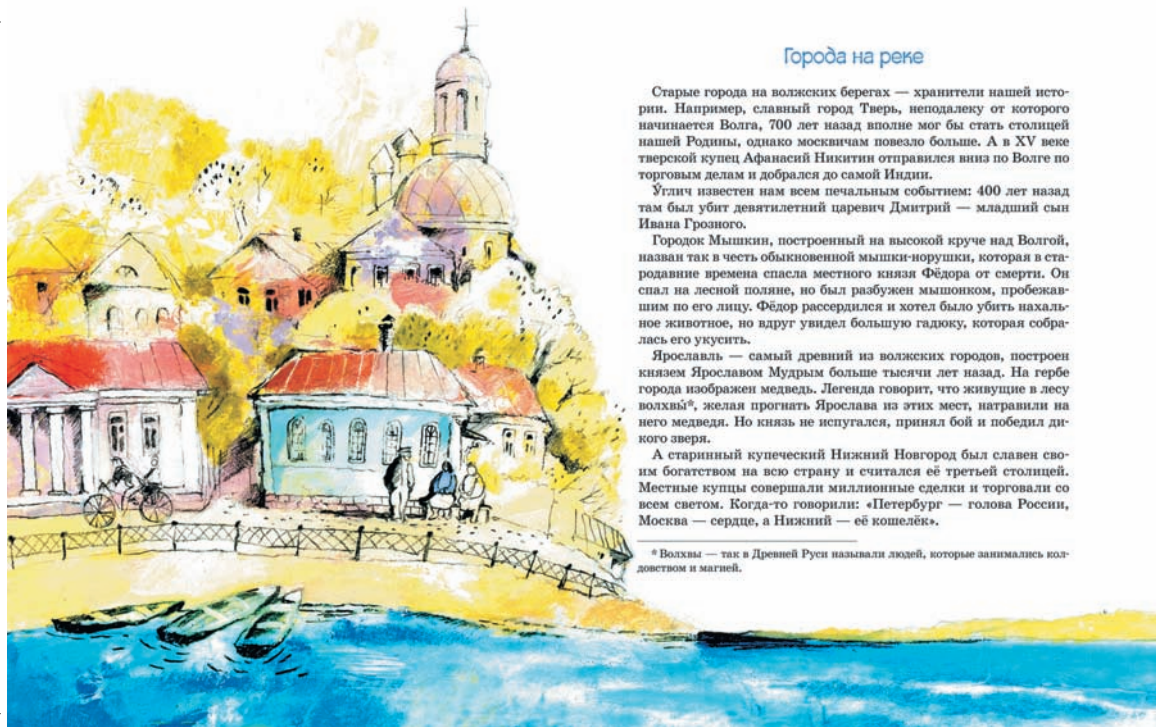 Города на реке
Старые города на волжских берегах — хранители нашей исто-
рии. Например, славный город Тверь, неподалеку от которого
начинается Волга, 700 лет назад вполне мог бы стать столицей
нашей Родины, однако москвичам повезло больше. А в XV веке
тверской купец Афанасий Никитин отправился вниз по Волге по
торговым делам и добрался до самой Индии.
У́глич известен нам всем печальным событием: 400 лет назад
там был убит девятилетний царевич Дмитрий — младший сын
Ивана Грозного.
Городок Мышкин, построенный на высокой круче над Волгой,
назван так в честь обыкновенной мышки-норушки, которая в ста-
родавние времена спасла местного князя Фёдора от смерти. Он
спал на лесной поляне, но был разбужен мышонком, пробежав-
шим по его лицу. Фёдор рассердился и хотел было убить нахаль-
ное животное, но вдруг увидел большую гадюку, которая собра-
лась его укусить.
Ярославль — самый древний из волжских городов, построен
князем Ярославом Мудрым больше тысячи лет назад. На гербе
города изображен медведь. Легенда говорит, что живущие в лесу
волхвы́*, желая прогнать Ярослава из этих мест, натравили на
него медведя. Но князь не испугался, принял бой и победил ди-
кого зверя.
А старинный купеческий Нижний Новгород был славен сво-
им богатством на всю страну и считался её третьей столицей.
Местные купцы совершали миллионные сделки и торговали со
всем светом. Когда-то говорили: «Петербург — голова России,
Москва — сердце, а Нижний — её кошелёк».
* Волхвы — так в Древней Руси называли людей, которые занимались кол-
довством и магией.